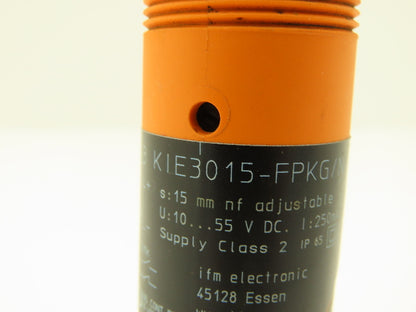 KIE3015-FPKG/
s:15 mm nf adjustable
U:10...55 V DC. I:250
Supply Class 2 IP 65
ifm electronic
45128 Essen